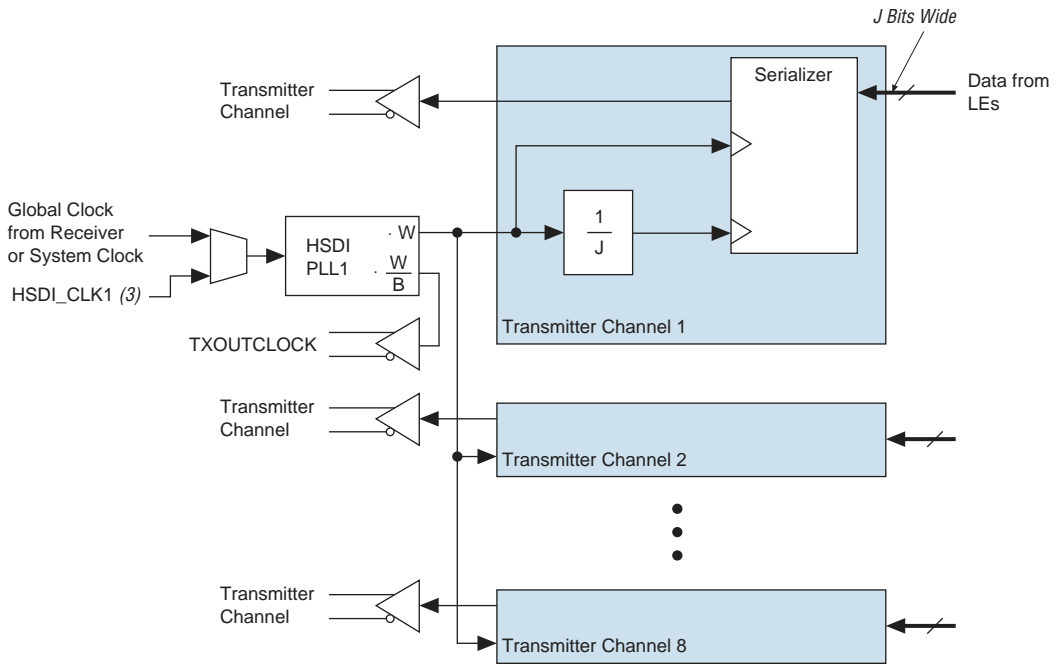 J Bits Wide
Serializer
Data from
LEs
Transmitter
Channel
Global Clock
from Receiver
or System Clock
HSDI_CLK1 (3)
HSDI
PLL1
· W
· W
B
1
J
Transmitter Channel 1
TXOUTCLOCK
Transmitter
Channel
Transmitter Channel 2
Transmitter
Channel
Transmitter Channel 8